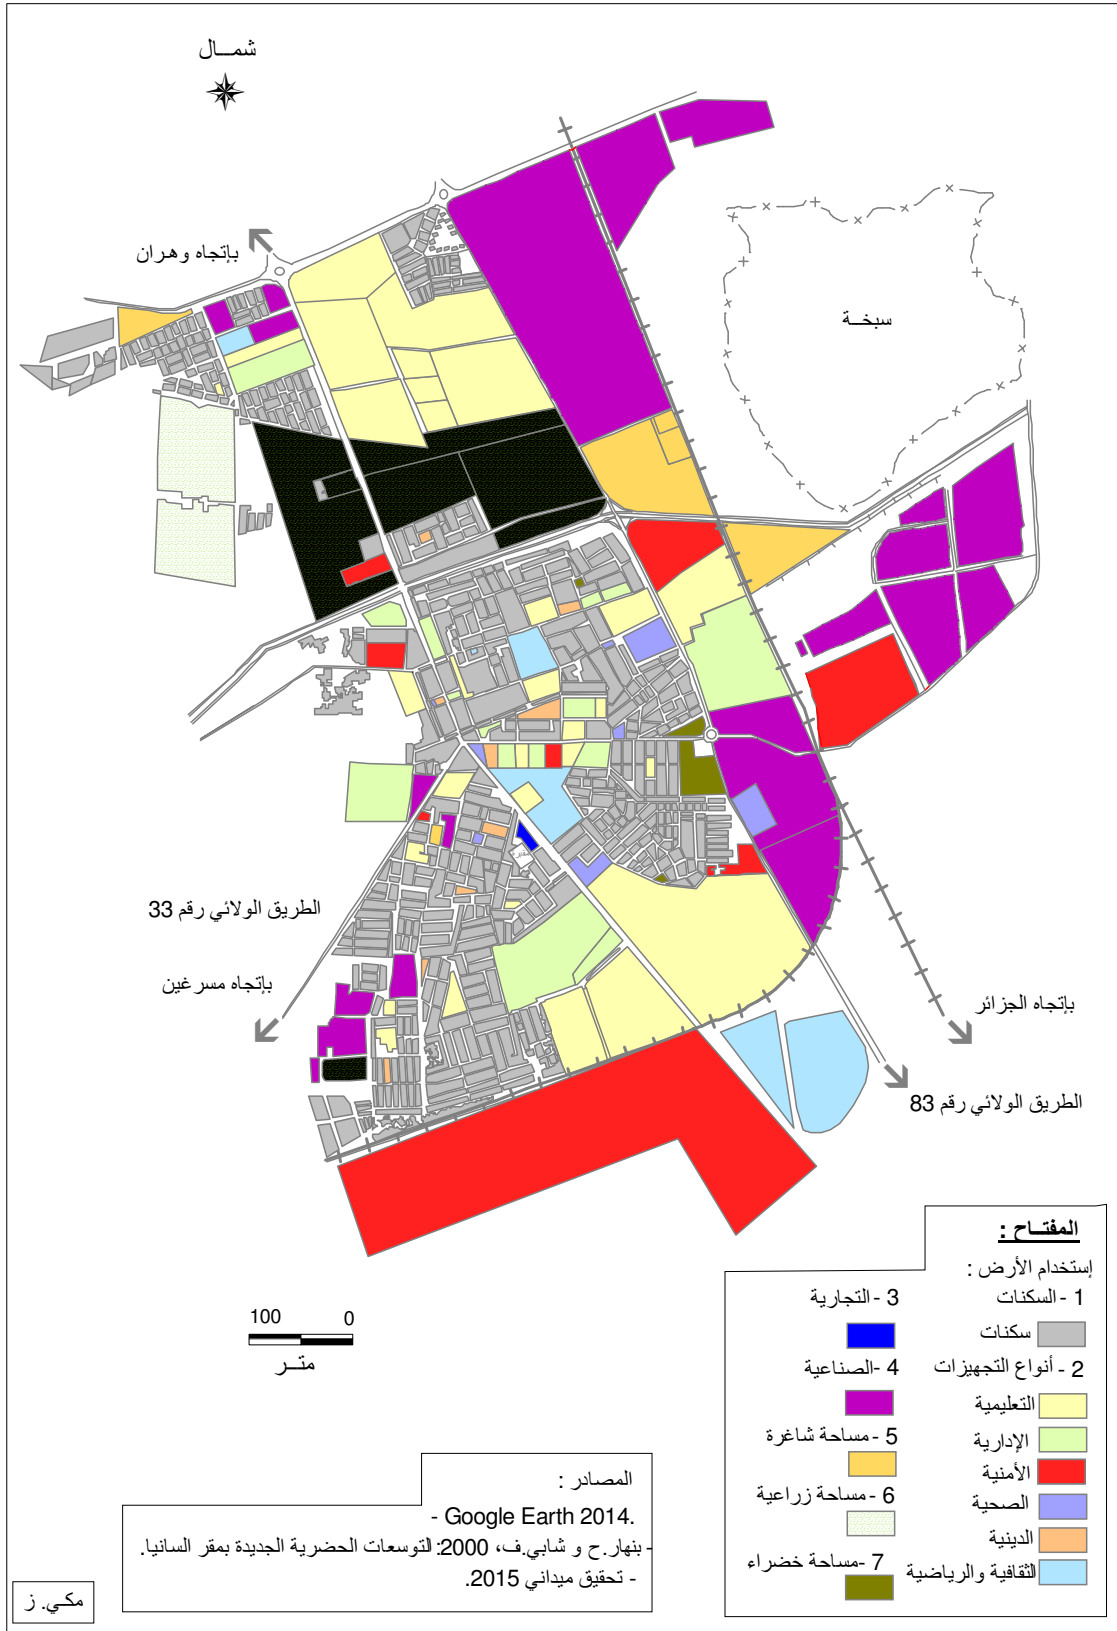 شمــال
بإتجاه وهـران
سبخــة
الطريق الولائي رقم 33
بإتجاه مسرغين
بإتجاه الجزائر
الطريق الولائي رقم 83
100 0
متــر
المفتــاح :
إستخدام الأرض :
1 - السكنات
سكنات
2 - أنواع التجهيزات
التعليمية
الإدارية
الأمنية
الصحية
الدينية
الثقافية والرياضية
3 - التجارية
4 -الصناعية
5 - مساحة شاغرة
6 - مساحة زراعية
7 -مساحة خضراء
المصادر :
- Google Earth 2014.
- بنهار.ح و شابي.ف، 2000: التوسعات الحضرية الجديدة بمقر السانيا.
- تحقيق ميداني 2015.
مكـي. ز